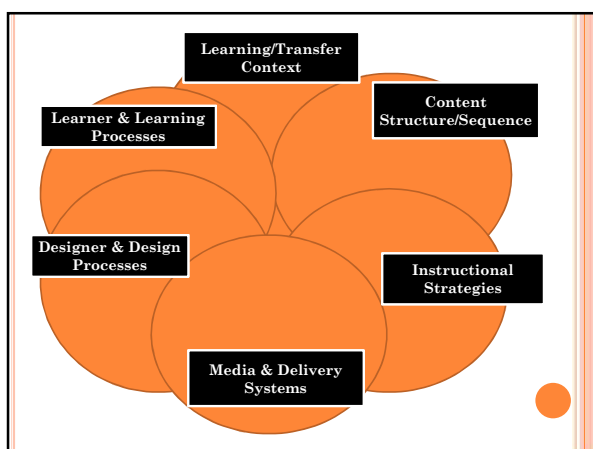 Learning/Transfer
Context
Content
Structure/Sequence
Learner & Learning
Processes
Designer & Design
Processes
Instructional
Strategies
Media & Delivery
Systems